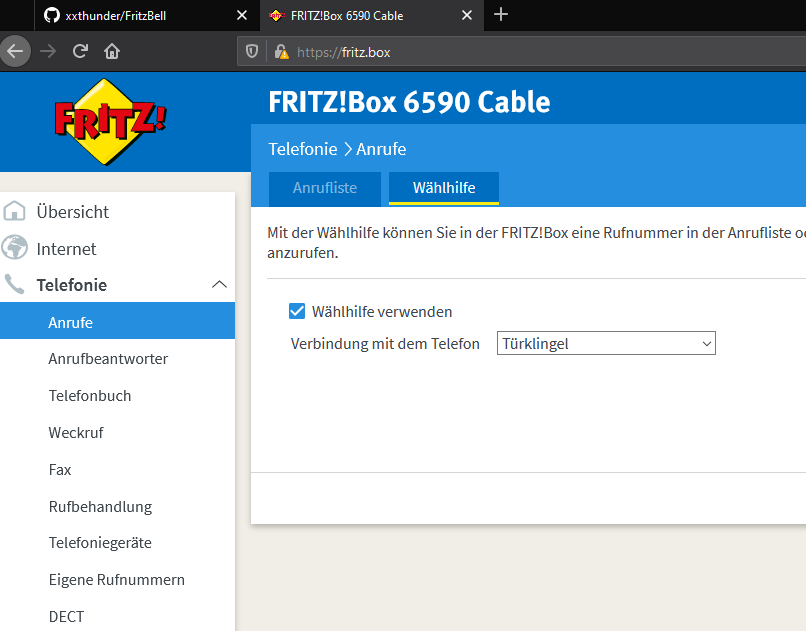 xxthunder/FritzBell
FRITZ!Box 6590 Cable
https://fritz.box
FRITZ!
FRITZ!Box 6590 Cable
Telefonie > Anrufe
Anrufliste Wählhilfe
Übersicht
Internet
Telefonie
Anrufe
Anrufbeantworter
Telefonbuch
Weckruf
Fax
Rufbehandlung
Telefoniegeräte
Eigene Rufnummern
DECT
Mit der Wählhilfe können Sie in der FRITZ!Box eine Rufnummer in der Anrufliste
anzurufen.
Wählhilfe verwenden
Verbindung mit dem Telefon Türklingel